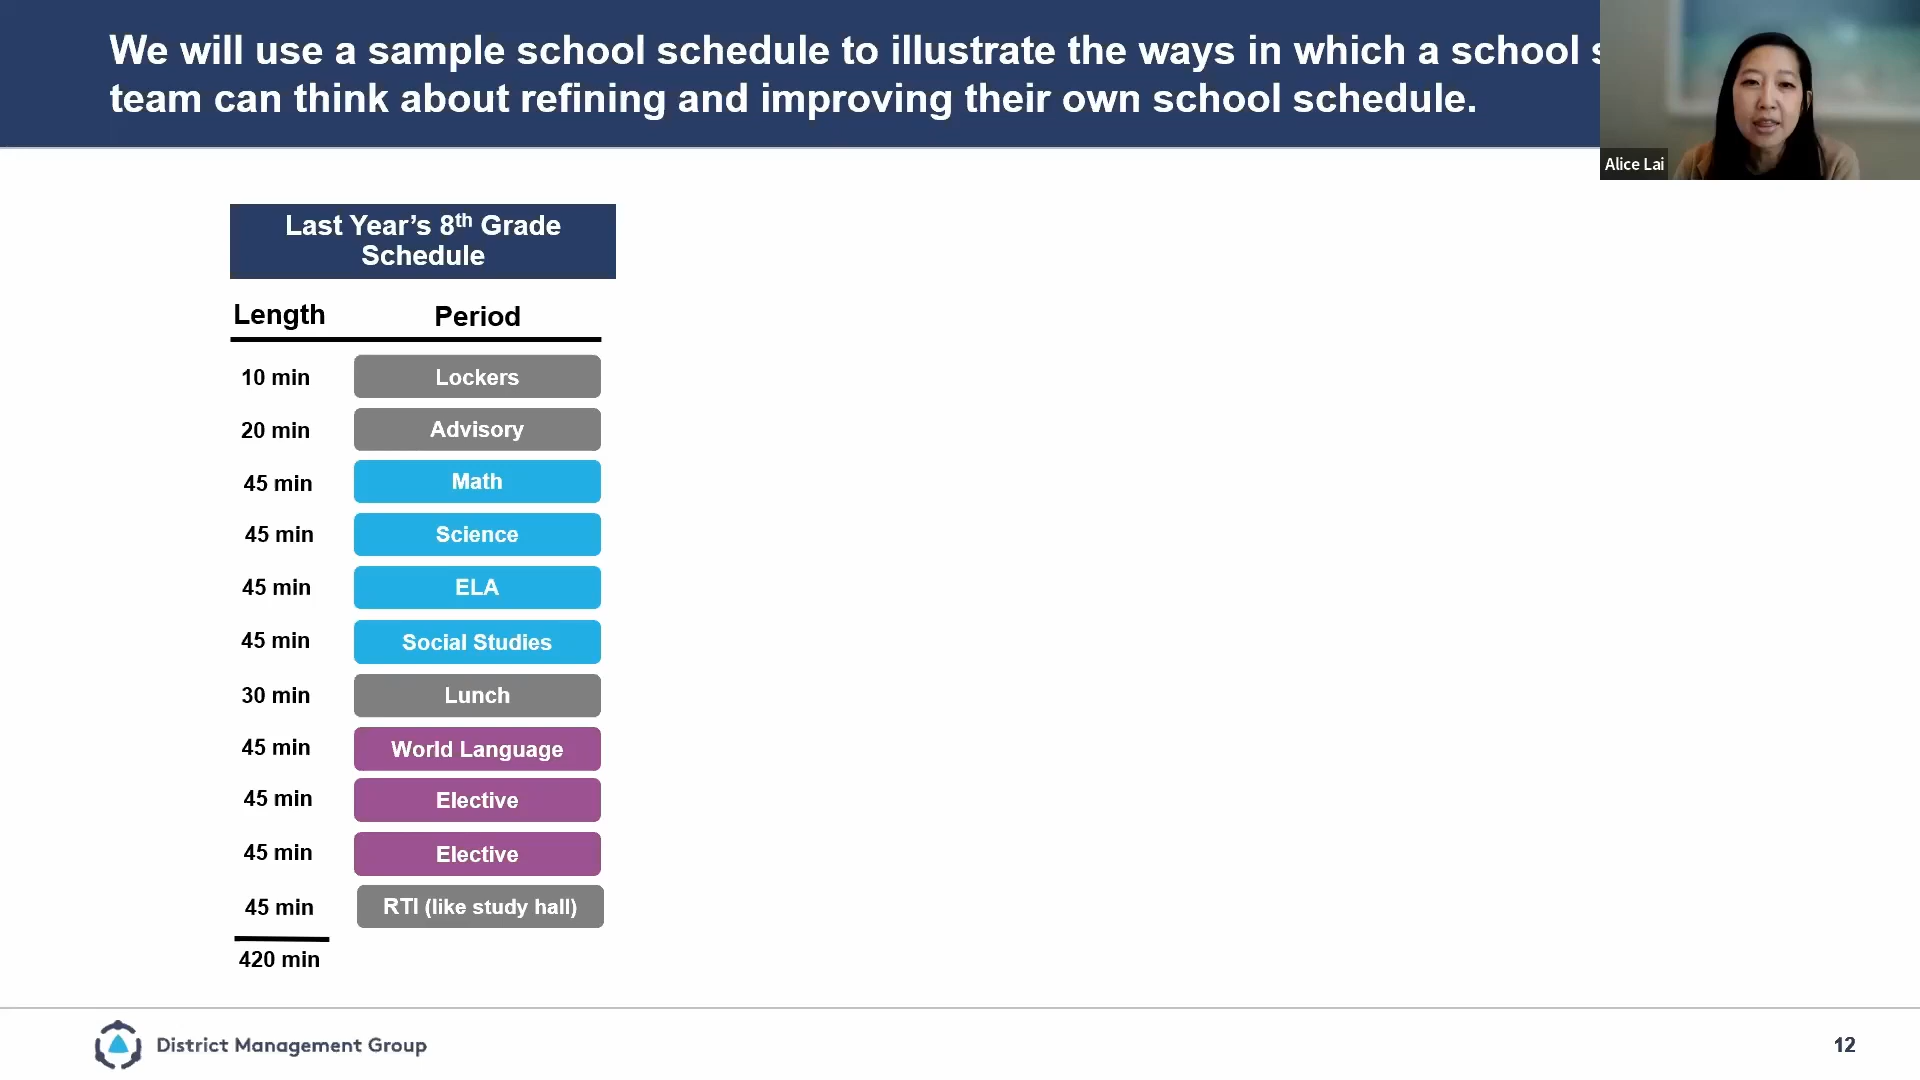 We will use a sample school schedule to illustrate the ways in which a school
team can think about refining and improving their own school schedule.
Alice Lai
Last Year’s 8th Grade
Schedule
Length Period
10 min Lockers
20 min Advisory
45 min Math
45 min Science
45 min ELA
45 min Social Studies
30 min Lunch
45 min World Language
45 min Elective
45 min Elective
45 min RTI (like study hall)
420 min
District Management Group
12